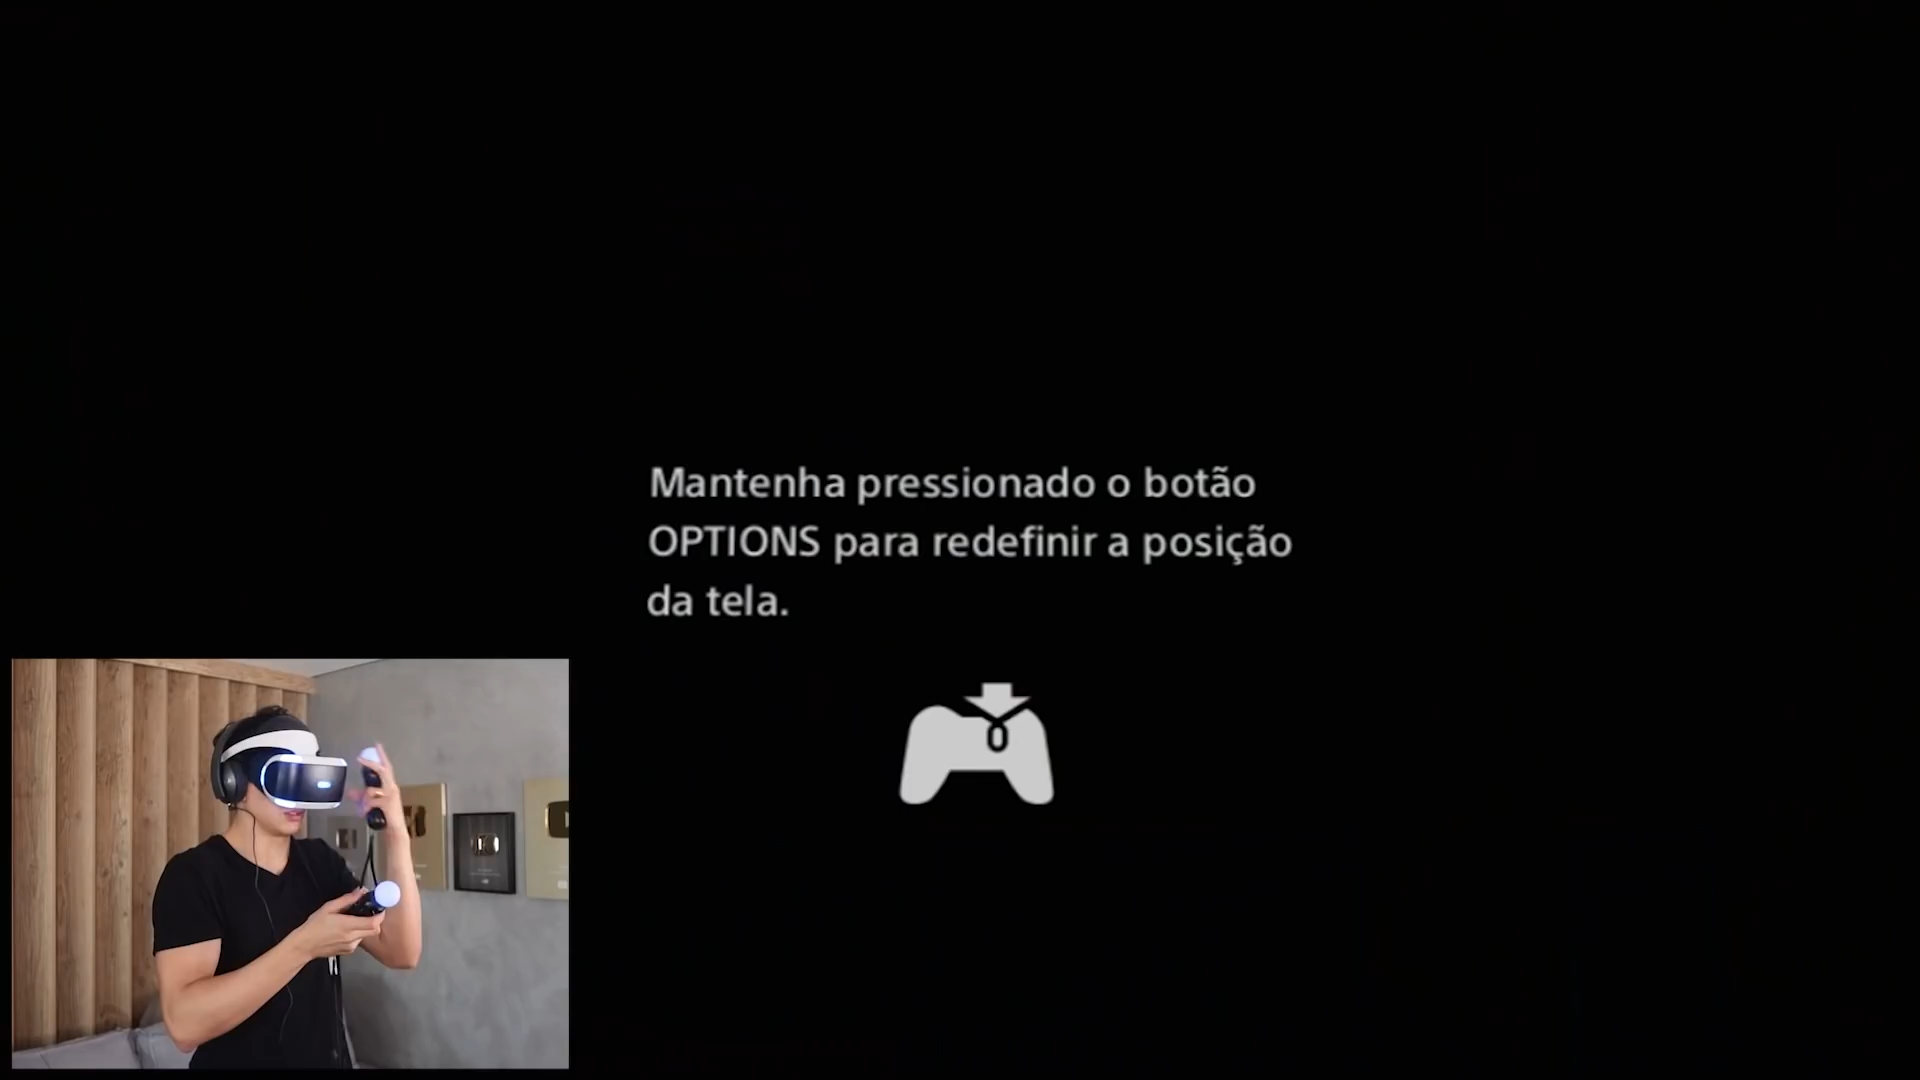 Mantenha pressionado o botão
OPTIONS para redefinir a posição
da tela.